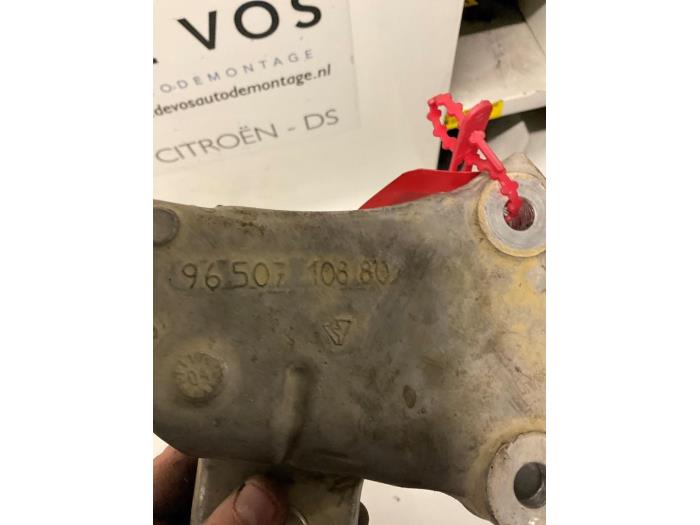 VOS
ODEMONTAGE
devosautodemontage.nl
CITROËN - DS
96 507 108 80